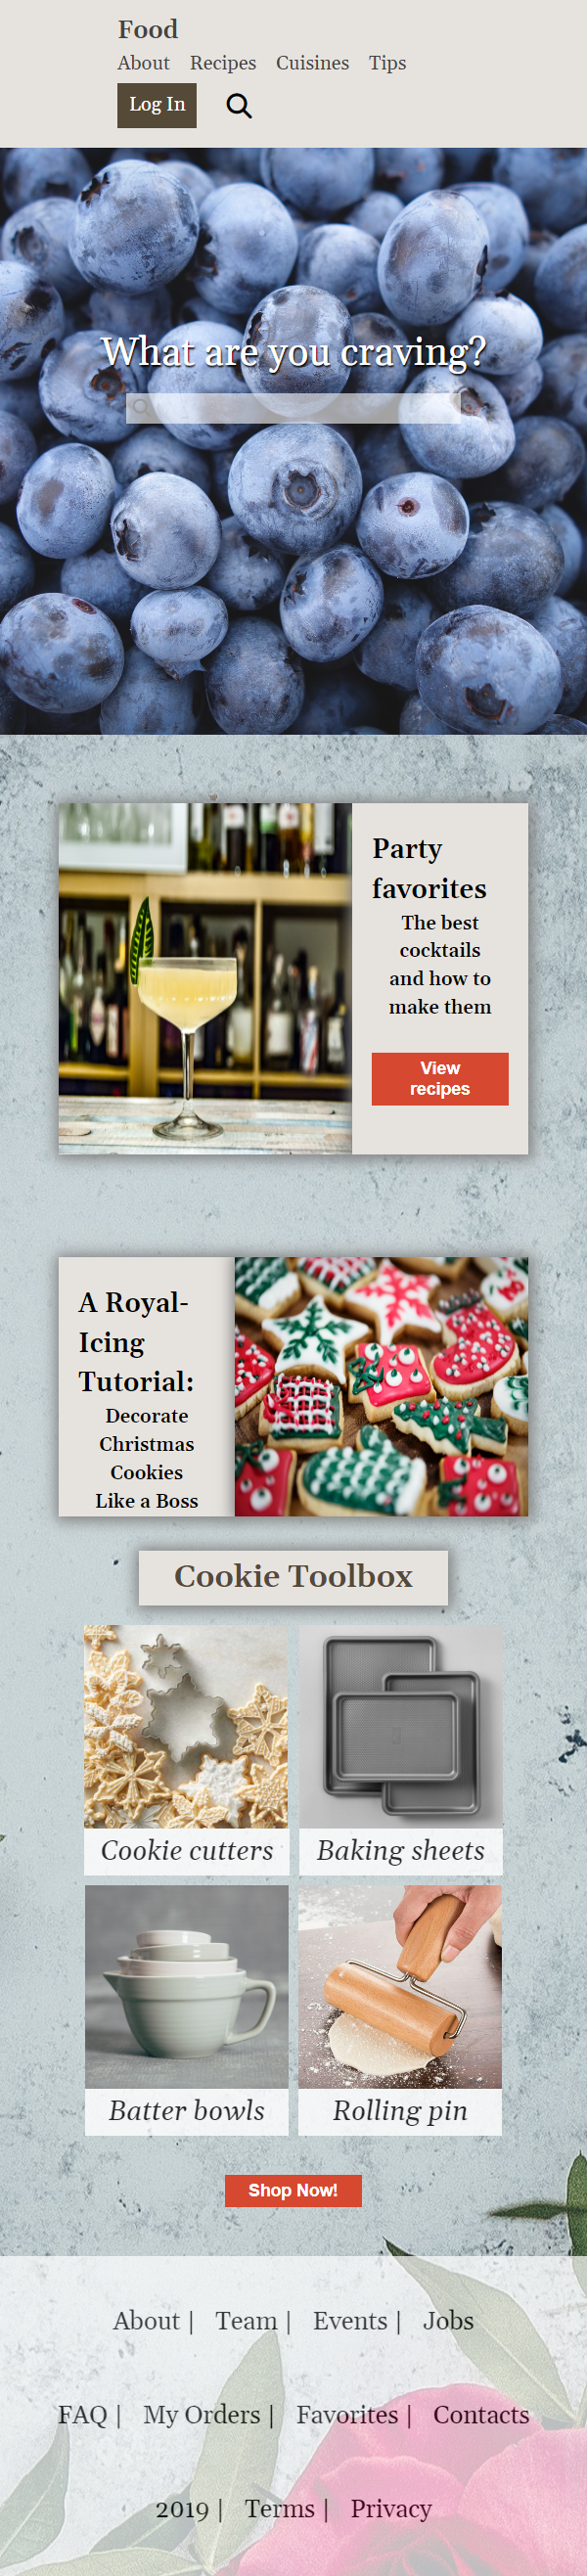 Food
About Recipes Cuisines Tips
Log In
What are you craving?
Party
favorites
The best
cocktails
and how to
make them
View
recipes
A Royal-
Icing
Tutorial:
Decorate
Christmas
Cookies
Like a Boss
Cookie Toolbox
Cookie cutters
Baking sheets
Batter bowls
Rolling pin
Shop Now!
About | Team | Events | Jobs
FAQ | My Orders | Favorites | Contacts
2019 | Terms | Privacy